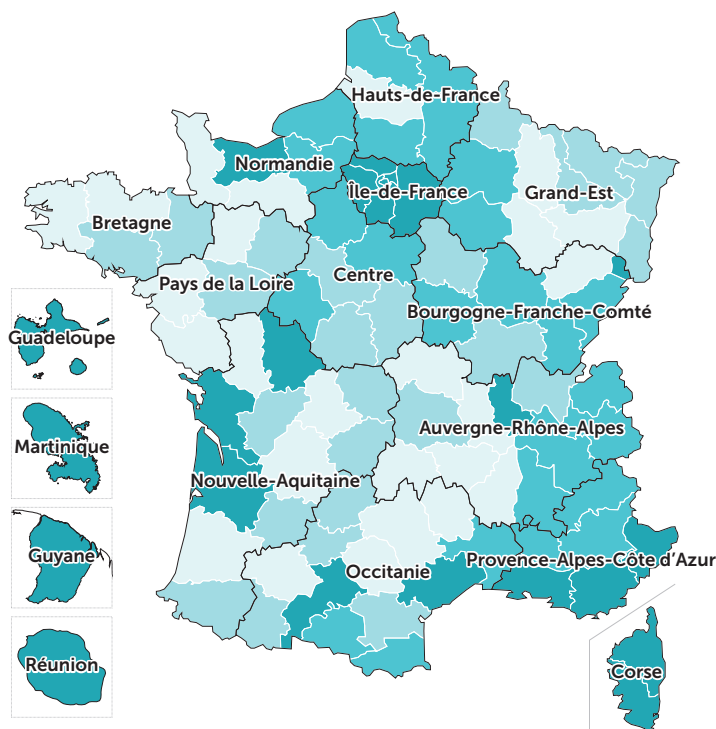 Hauts-de-France
Normandie
Île-de-France
Grand-Est
Bretagne
Pays de la Loire
Centre
Bourgogne-Franche-Comté
Guadeloupe
Auvergne-Rhône-Alpes
Martinique
Nouvelle-Aquitaine
Guyane
Occitanie
Provence-Alpes-Côte d'Azur
Réunion
Corse